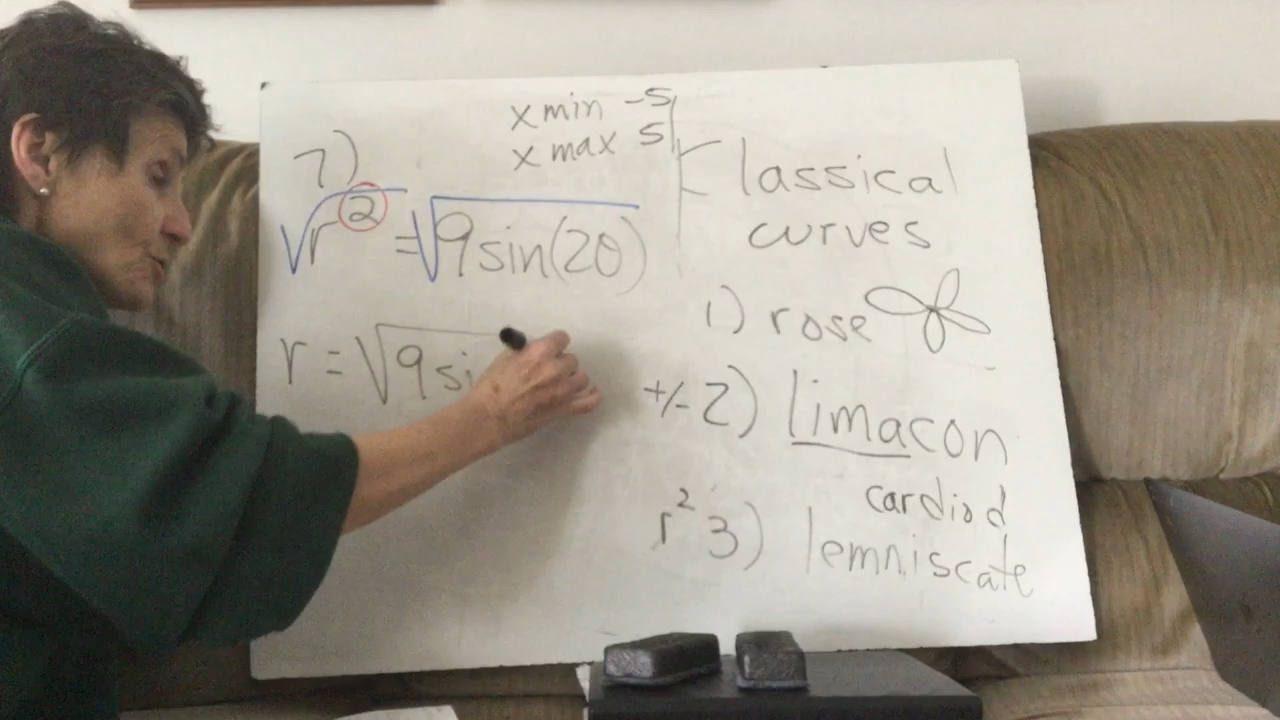 x min -5
x max 5
7)
√r² = √9sin(2θ)
r = √9si
Classical
curves
1) rose
+/- 2) limacon
cardiod
r² 3) lemniscate